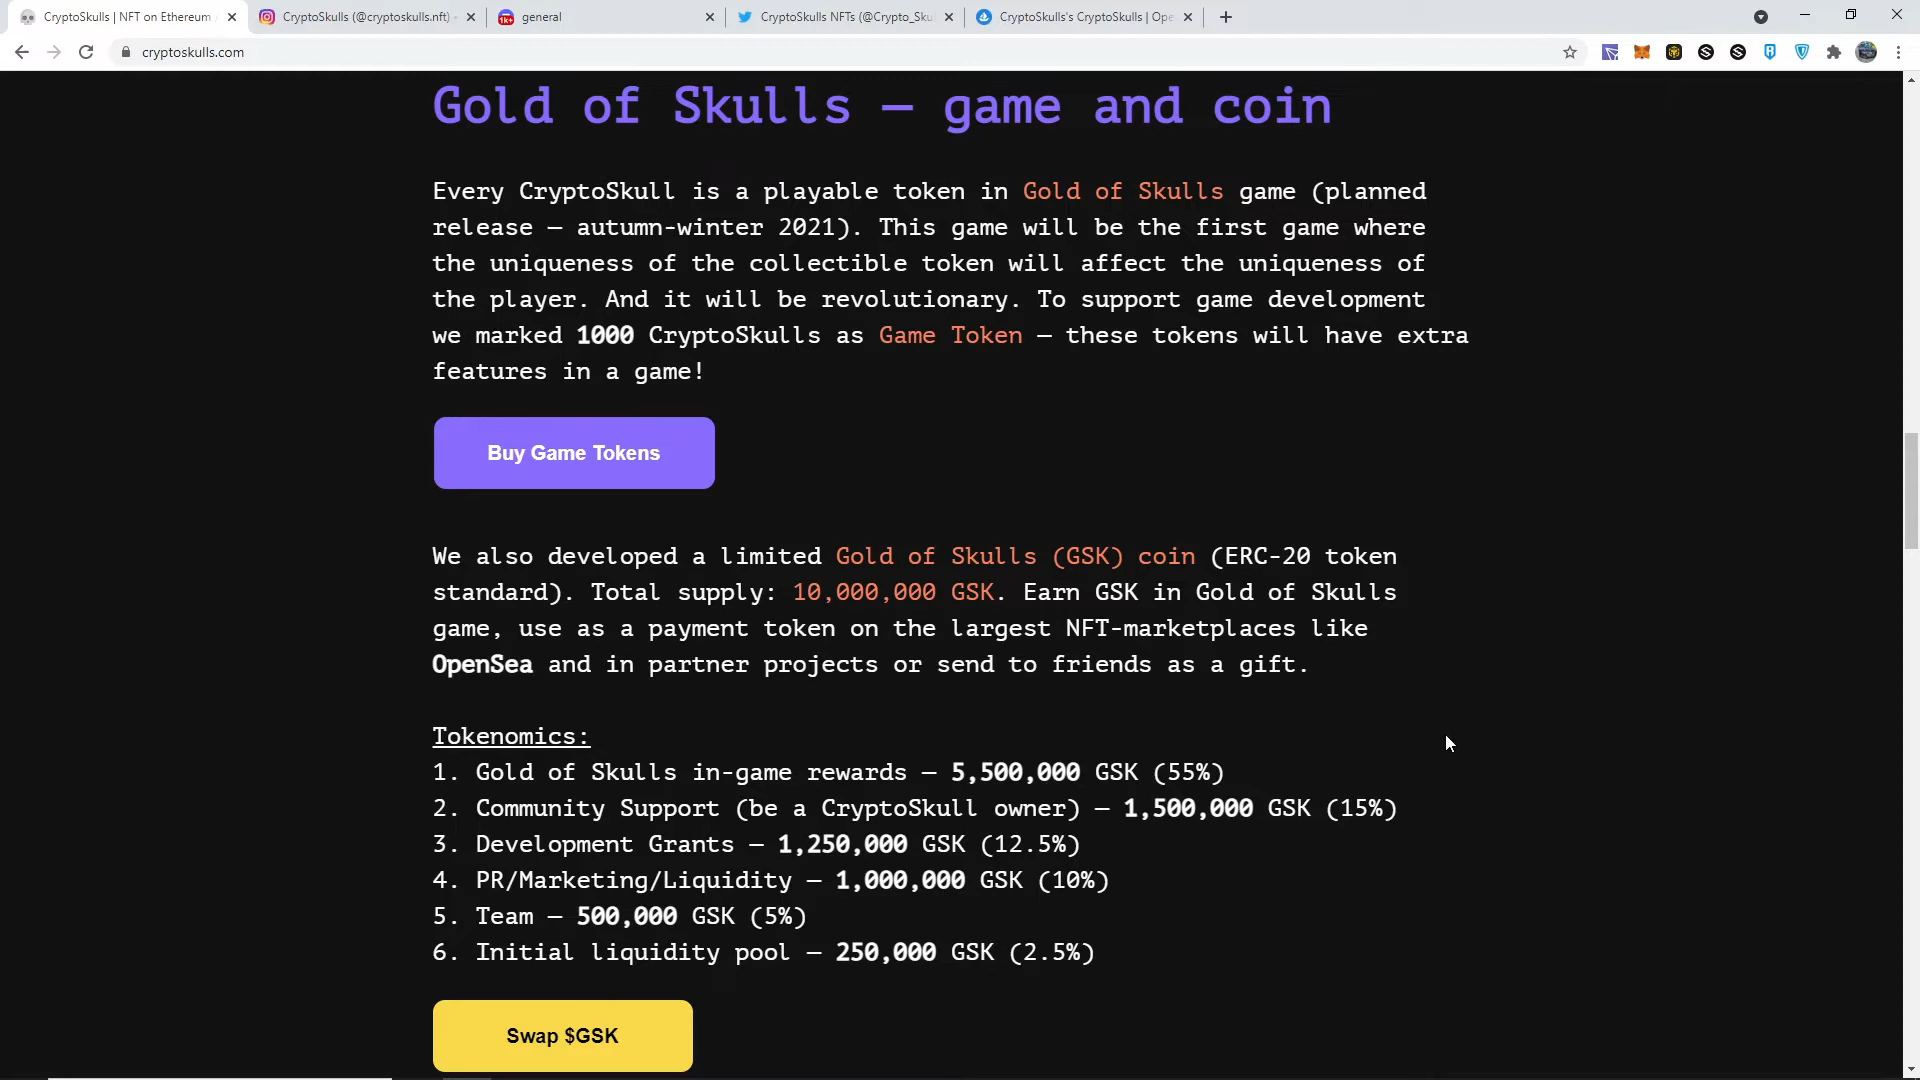 CryptoSkulls | NFT on Ethereum
CryptoSkulls (@cryptoskulls.nft) •
1k+
general
CryptoSkulls NFTs (@Crypto_Sku
CryptoSkulls's CryptoSkulls | Ope
cryptoskulls.com
Gold of Skulls — game and coin
Every CryptoSkull is a playable token in Gold of Skulls game (planned
release — autumn-winter 2021). This game will be the first game where
the uniqueness of the collectible token will affect the uniqueness of
the player. And it will be revolutionary. To support game development
we marked 1000 CryptoSkulls as Game Token — these tokens will have extra
features in a game!
Buy Game Tokens
We also developed a limited Gold of Skulls (GSK) coin (ERC-20 token
standard). Total supply: 10,000,000 GSK. Earn GSK in Gold of Skulls
game, use as a payment token on the largest NFT-marketplaces like
OpenSea and in partner projects or send to friends as a gift.
Tokenomics:
1. Gold of Skulls in-game rewards — 5,500,000 GSK (55%)
2. Community Support (be a CryptoSkull owner) — 1,500,000 GSK (15%)
3. Development Grants — 1,250,000 GSK (12.5%)
4. PR/Marketing/Liquidity — 1,000,000 GSK (10%)
5. Team — 500,000 GSK (5%)
6. Initial liquidity pool — 250,000 GSK (2.5%)
Swap $GSK